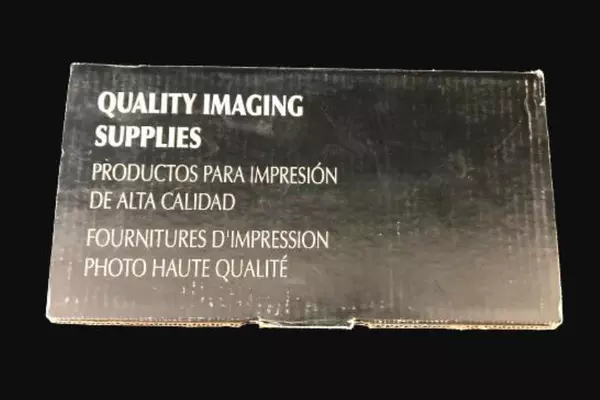 QUALITY IMAGING
SUPPLIES
PRODUCTOS PARA IMPRESIÓN
DE ALTA CALIDAD
FOURNITURES D'IMPRESSION
PHOTO HAUTE QUALITÉ